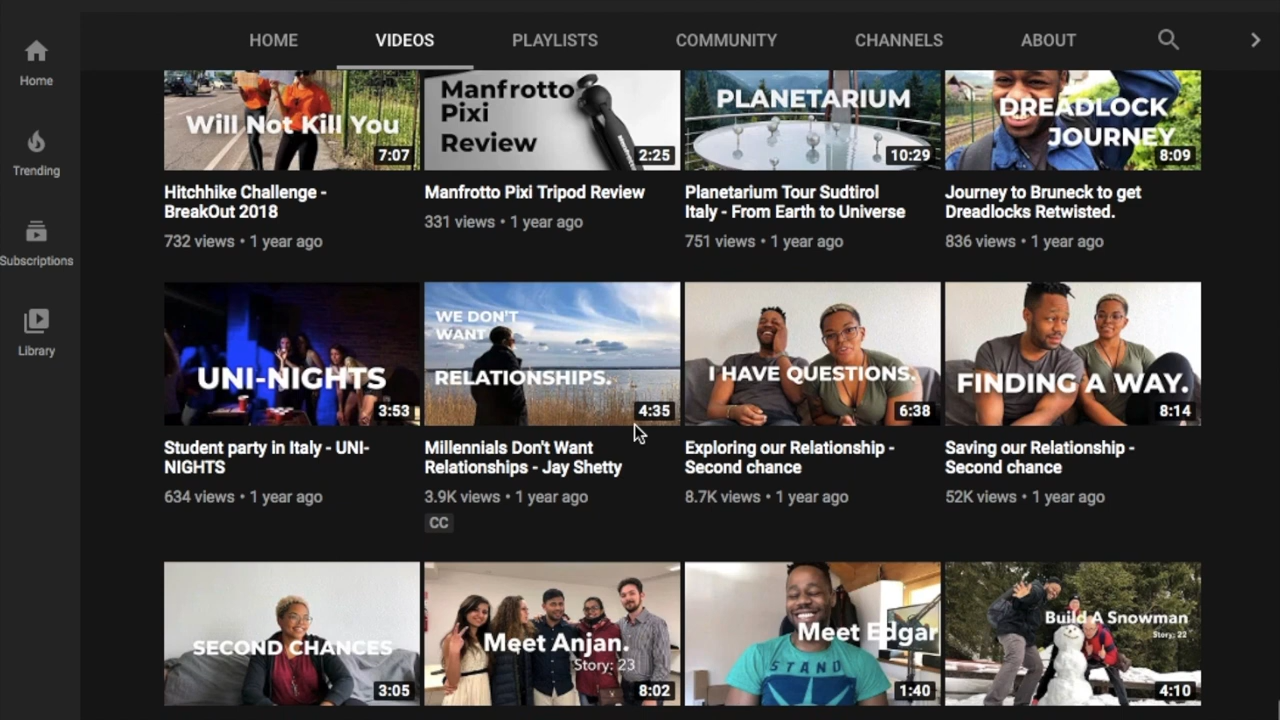 HOME VIDEOS PLAYLISTS COMMUNITY CHANNELS ABOUT
Home
Trending
Subscriptions
Library
Will Not Kill You
7:07
Manfrotto
Pixi
Review
2:25
PLANETARIUM
10:29
DREADLOCK
JOURNEY
8:09
Hitchhike Challenge -
BreakOut 2018
732 views • 1 year ago
Manfrotto Pixi Tripod Review
331 views • 1 year ago
Planetarium Tour Sudtirol
Italy - From Earth to Universe
751 views • 1 year ago
Journey to Bruneck to get
Dreadlocks Retwisted.
836 views • 1 year ago
UNI-NIGHTS
3:53
WE DON'T
WANT
RELATIONSHIPS.
4:35
I HAVE QUESTIONS.
6:38
FINDING A WAY.
8:14
Student party in Italy - UNI-
NIGHTS
634 views • 1 year ago
Millennials Don't Want
Relationships - Jay Shetty
3.9K views • 1 year ago
CC
Exploring our Relationship -
Second chance
8.7K views • 1 year ago
Saving our Relationship -
Second chance
52K views • 1 year ago
SECOND CHANCES
3:05
Meet Anjan.
Story: 23
8:02
Meet Edgar
STAND
1:40
Build A Snowman
Story: 22
4:10